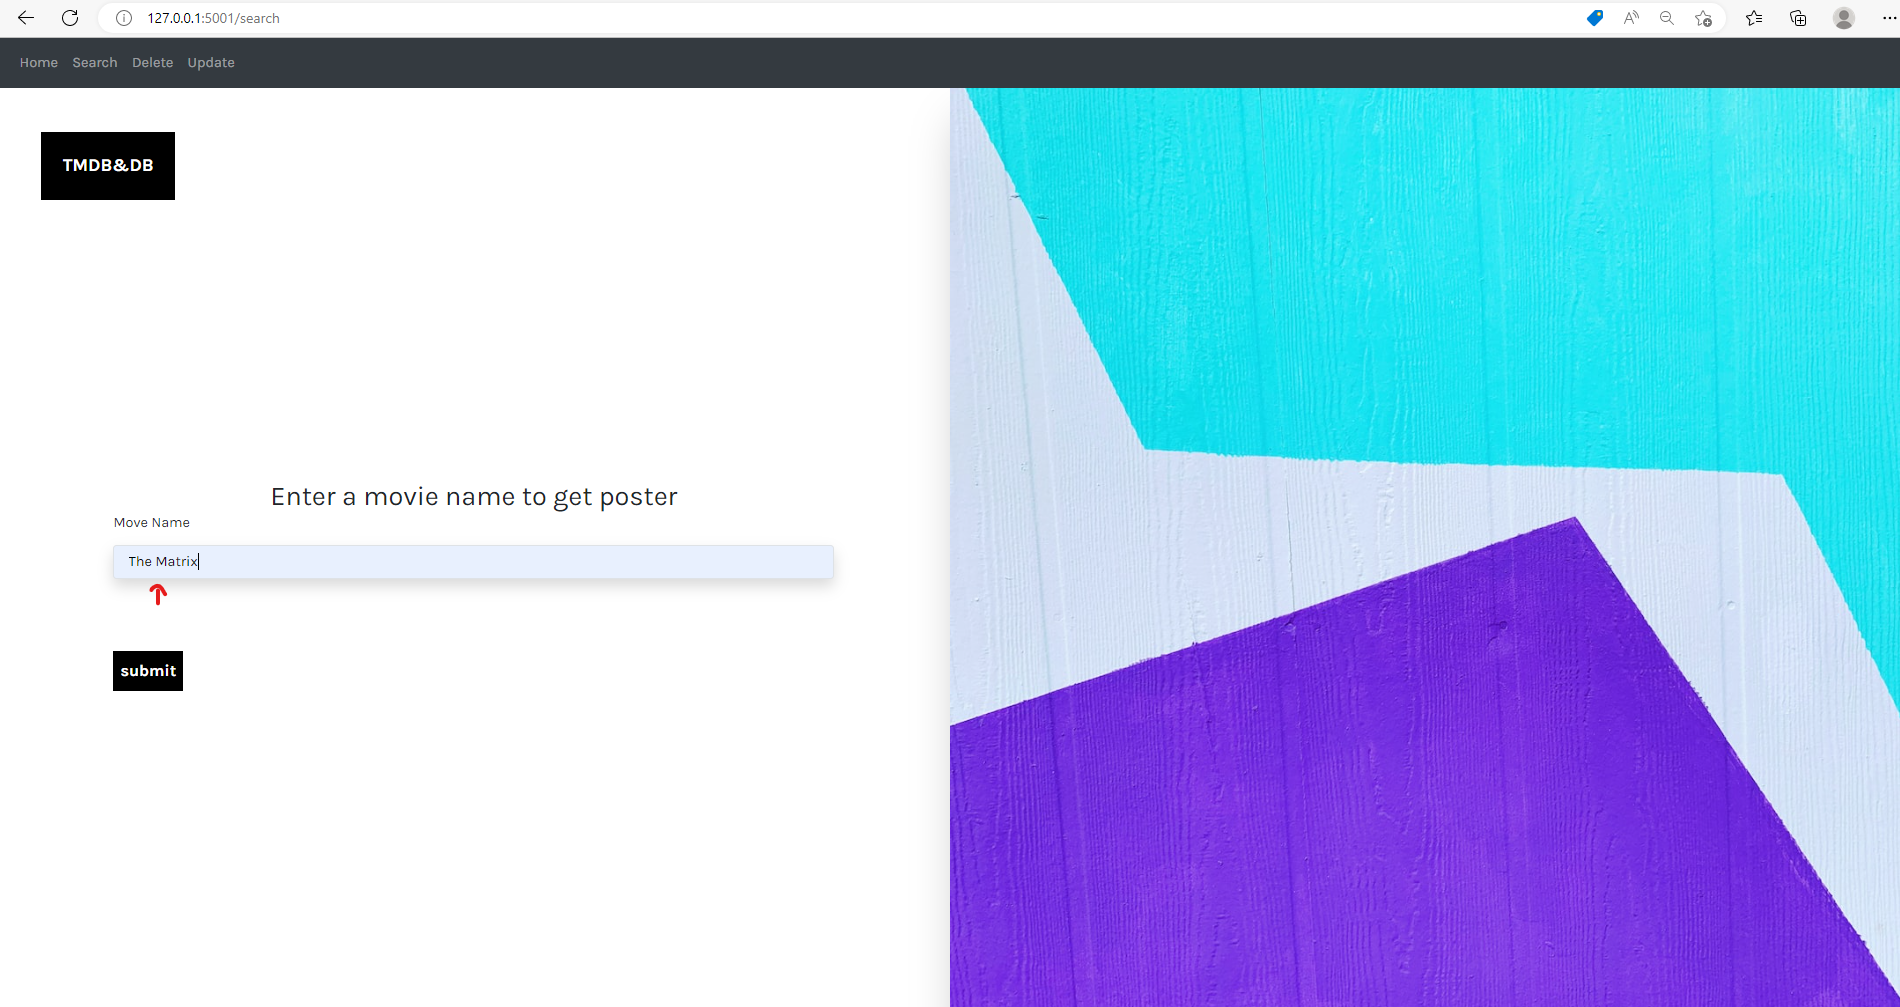 127.0.0.1:5001/search
Home Search Delete Update
TMDB&DB
Enter a movie name to get poster
Move Name
The Matrix
submit